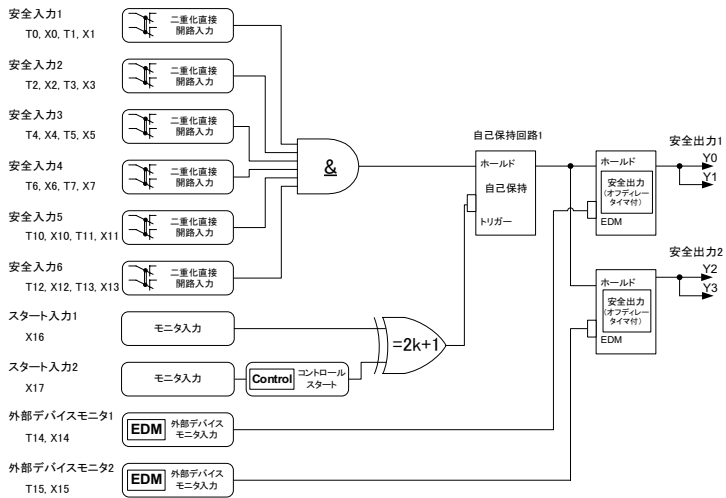 安全入力1
T0, X0, T1, X1
二重化直接
開路入力
安全入力2
T2, X2, T3, X3
二重化直接
開路入力
安全入力3
T4, X4, T5, X5
二重化直接
開路入力
安全入力4
T6, X6, T7, X7
二重化直接
開路入力
安全入力5
T10, X10, T11, X11
二重化直接
開路入力
安全入力6
T12, X12, T13, X13
二重化直接
開路入力
スタート入力1
X16
モニタ入力
スタート入力2
X17
モニタ入力
Control
コントロール
スタート
外部デバイスモニタ1
T14, X14
EDM
外部デバイス
モニタ入力
外部デバイスモニタ2
T15, X15
EDM
外部デバイス
モニタ入力
&
=2k+1
自己保持回路1
ホールド
自己保持
トリガー
ホールド
安全出力
(オフディレー
タイマ付)
EDM
安全出力1
Y0
Y1
ホールド
安全出力
(オフディレー
タイマ付)
EDM
安全出力2
Y2
Y3